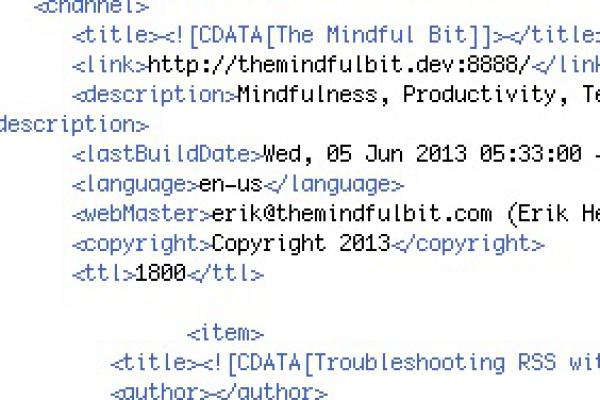 <channel>
<title><![CDATA[The Mindful Bit]]></title>
<link>http://themindfulbit.dev:8888/</link
<description>Mindfulness, Productivity, Te
description>
<lastBuildDate>Wed, 05 Jun 2013 05:33:00 -
<language>en-us</language>
<webMaster>erik@themindfulbit.com (Erik He
<copyright>Copyright 2013</copyright>
<ttl>1800</ttl>
<item>
<title><![CDATA[Troubleshooting RSS wit
<author></author>